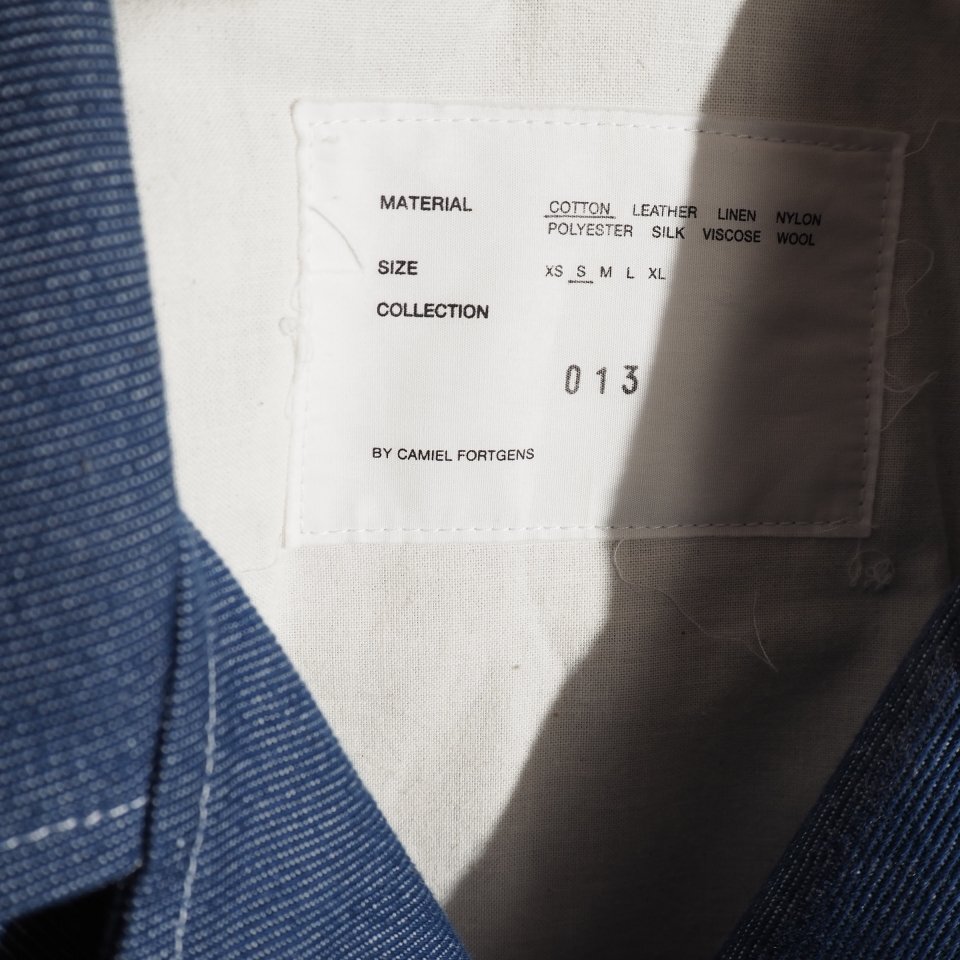 MATERIAL COTTON LEATHER LINEN NYLON
POLYESTER SILK VISCOSE WOOL
SIZE XS S M L XL
COLLECTION
013
BY CAMIEL FORTGENS